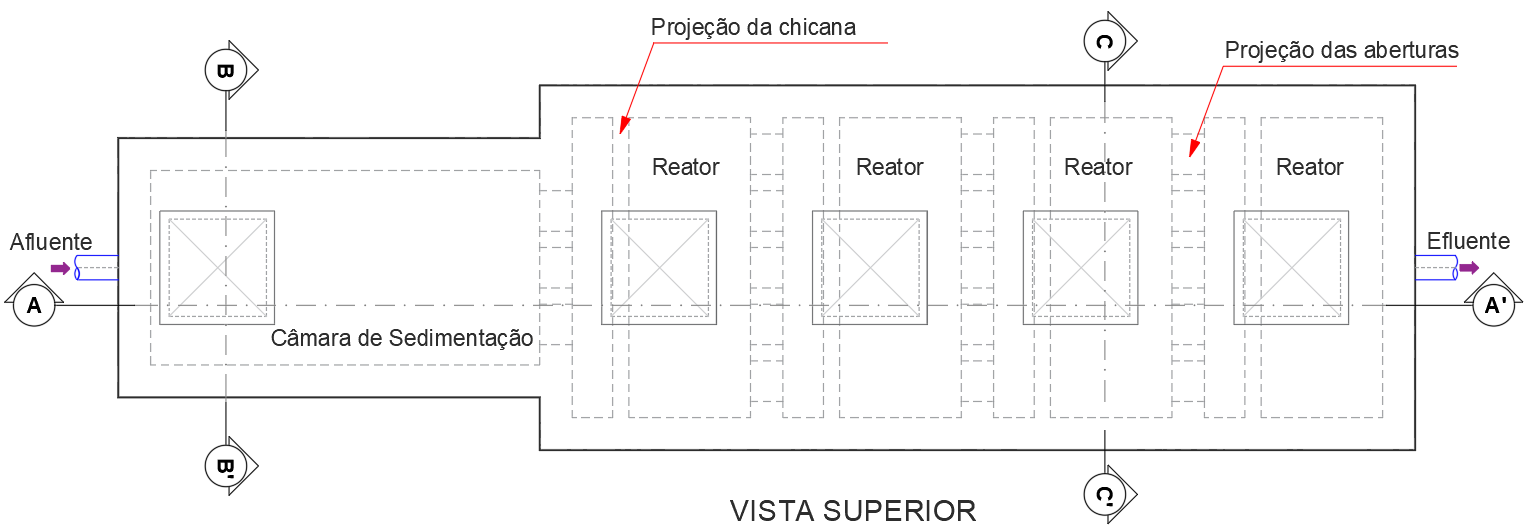 Projeção da chicana
C
Projeção das aberturas
B
Reator
Reator
Reator
Reator
Afluente
Efluente
A
A'
Câmara de Sedimentação
B'
C'
VISTA SUPERIOR